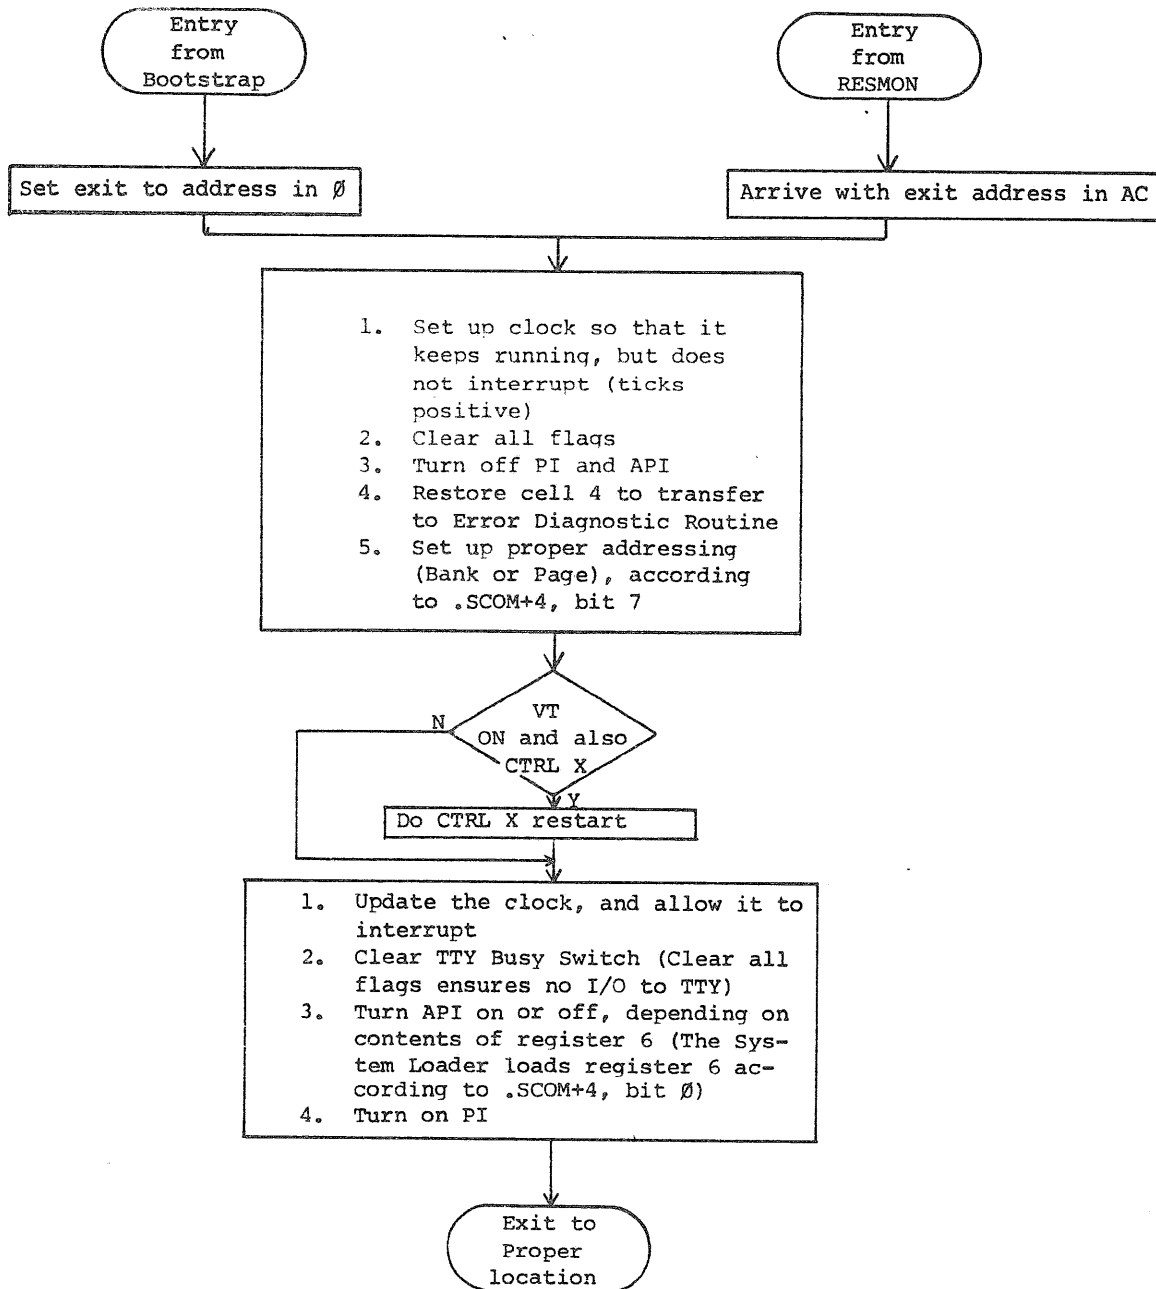 Entry
from
Bootstrap
Entry
from
RESMON
Set exit to address in Ø
Arrive with exit address in AC
1. Set up clock so that it
keeps running, but does
not interrupt (ticks
positive)
2. Clear all flags
3. Turn off PI and API
4. Restore cell 4 to transfer
to Error Diagnostic Routine
5. Set up proper addressing
(Bank or Page), according
to .SCOM+4, bit 7
N
VT
ON and also
CTRL X
Y
Do CTRL X restart
1. Update the clock, and allow it to
interrupt
2. Clear TTY Busy Switch (Clear all
flags ensures no I/O to TTY)
3. Turn API on or off, depending on
contents of register 6 (The Sys-
tem Loader loads register 6 ac-
cording to .SCOM+4, bit Ø)
4. Turn on PI
Exit to
Proper
location